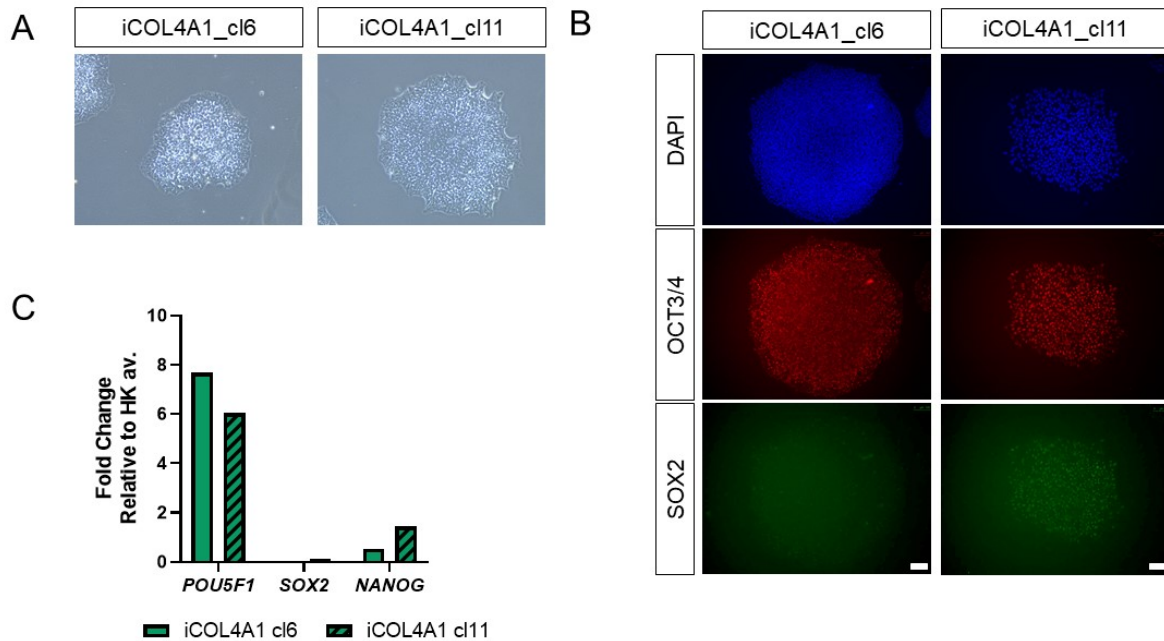 A
iCOL4A1_cl6
iCOL4A1_cl11
B
iCOL4A1_cl6
iCOL4A1_cl11
DAPI
OCT3/4
SOX2
C
Fold Change
Relative to HK av.
10
8
6
4
2
0
POU5F1 SOX2 NANOG
iCOL4A1 cl6
iCOL4A1 cl11